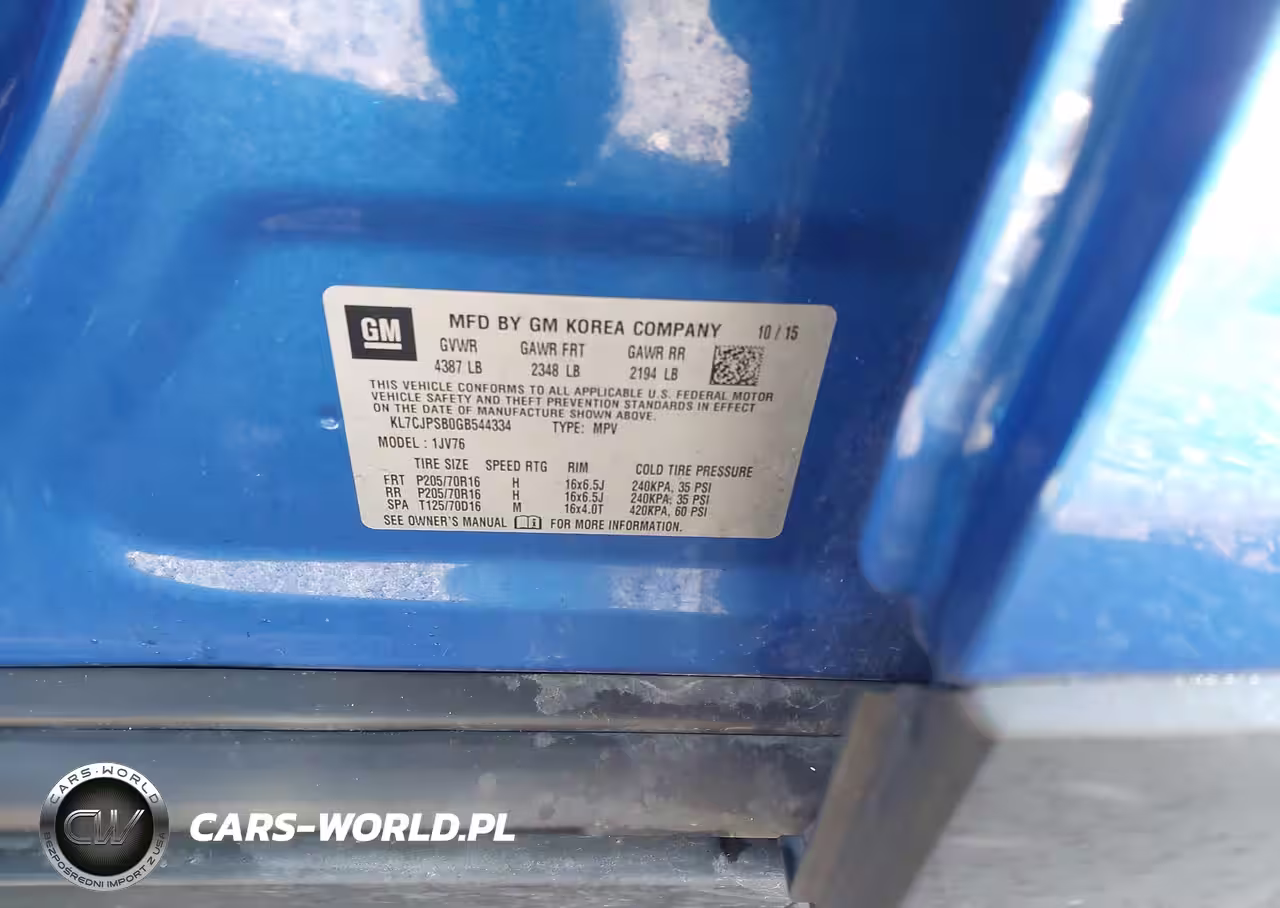 GM
MFD BY GM KOREA COMPANY 10/15
GVWR GAWR FRT GAWR RR
4387 LB 2348 LB 2194 LB
THIS VEHICLE CONFORMS TO ALL APPLICABLE U.S. FEDERAL MOTOR
VEHICLE SAFETY AND THEFT PREVENTION STANDARDS IN EFFECT
ON THE DATE OF MANUFACTURE SHOWN ABOVE.
KL7CJPSB0GB544334 TYPE: MPV
MODEL : 1JV76
TIRE SIZE SPEED RTG RIM COLD TIRE PRESSURE
FRT P205/70R16 H 16x6.5J 240KPA, 35 PSI
RR P205/70R16 H 16x6.5J 240KPA, 35 PSI
SPA T125/70D16 M 16x4.0T 420KPA, 60 PSI
SEE OWNER'S MANUAL FOR MORE INFORMATION.
CARS-WORLD
CW
BEZPOŚREDNI IMPORT Z USA
CARS-WORLD.PL